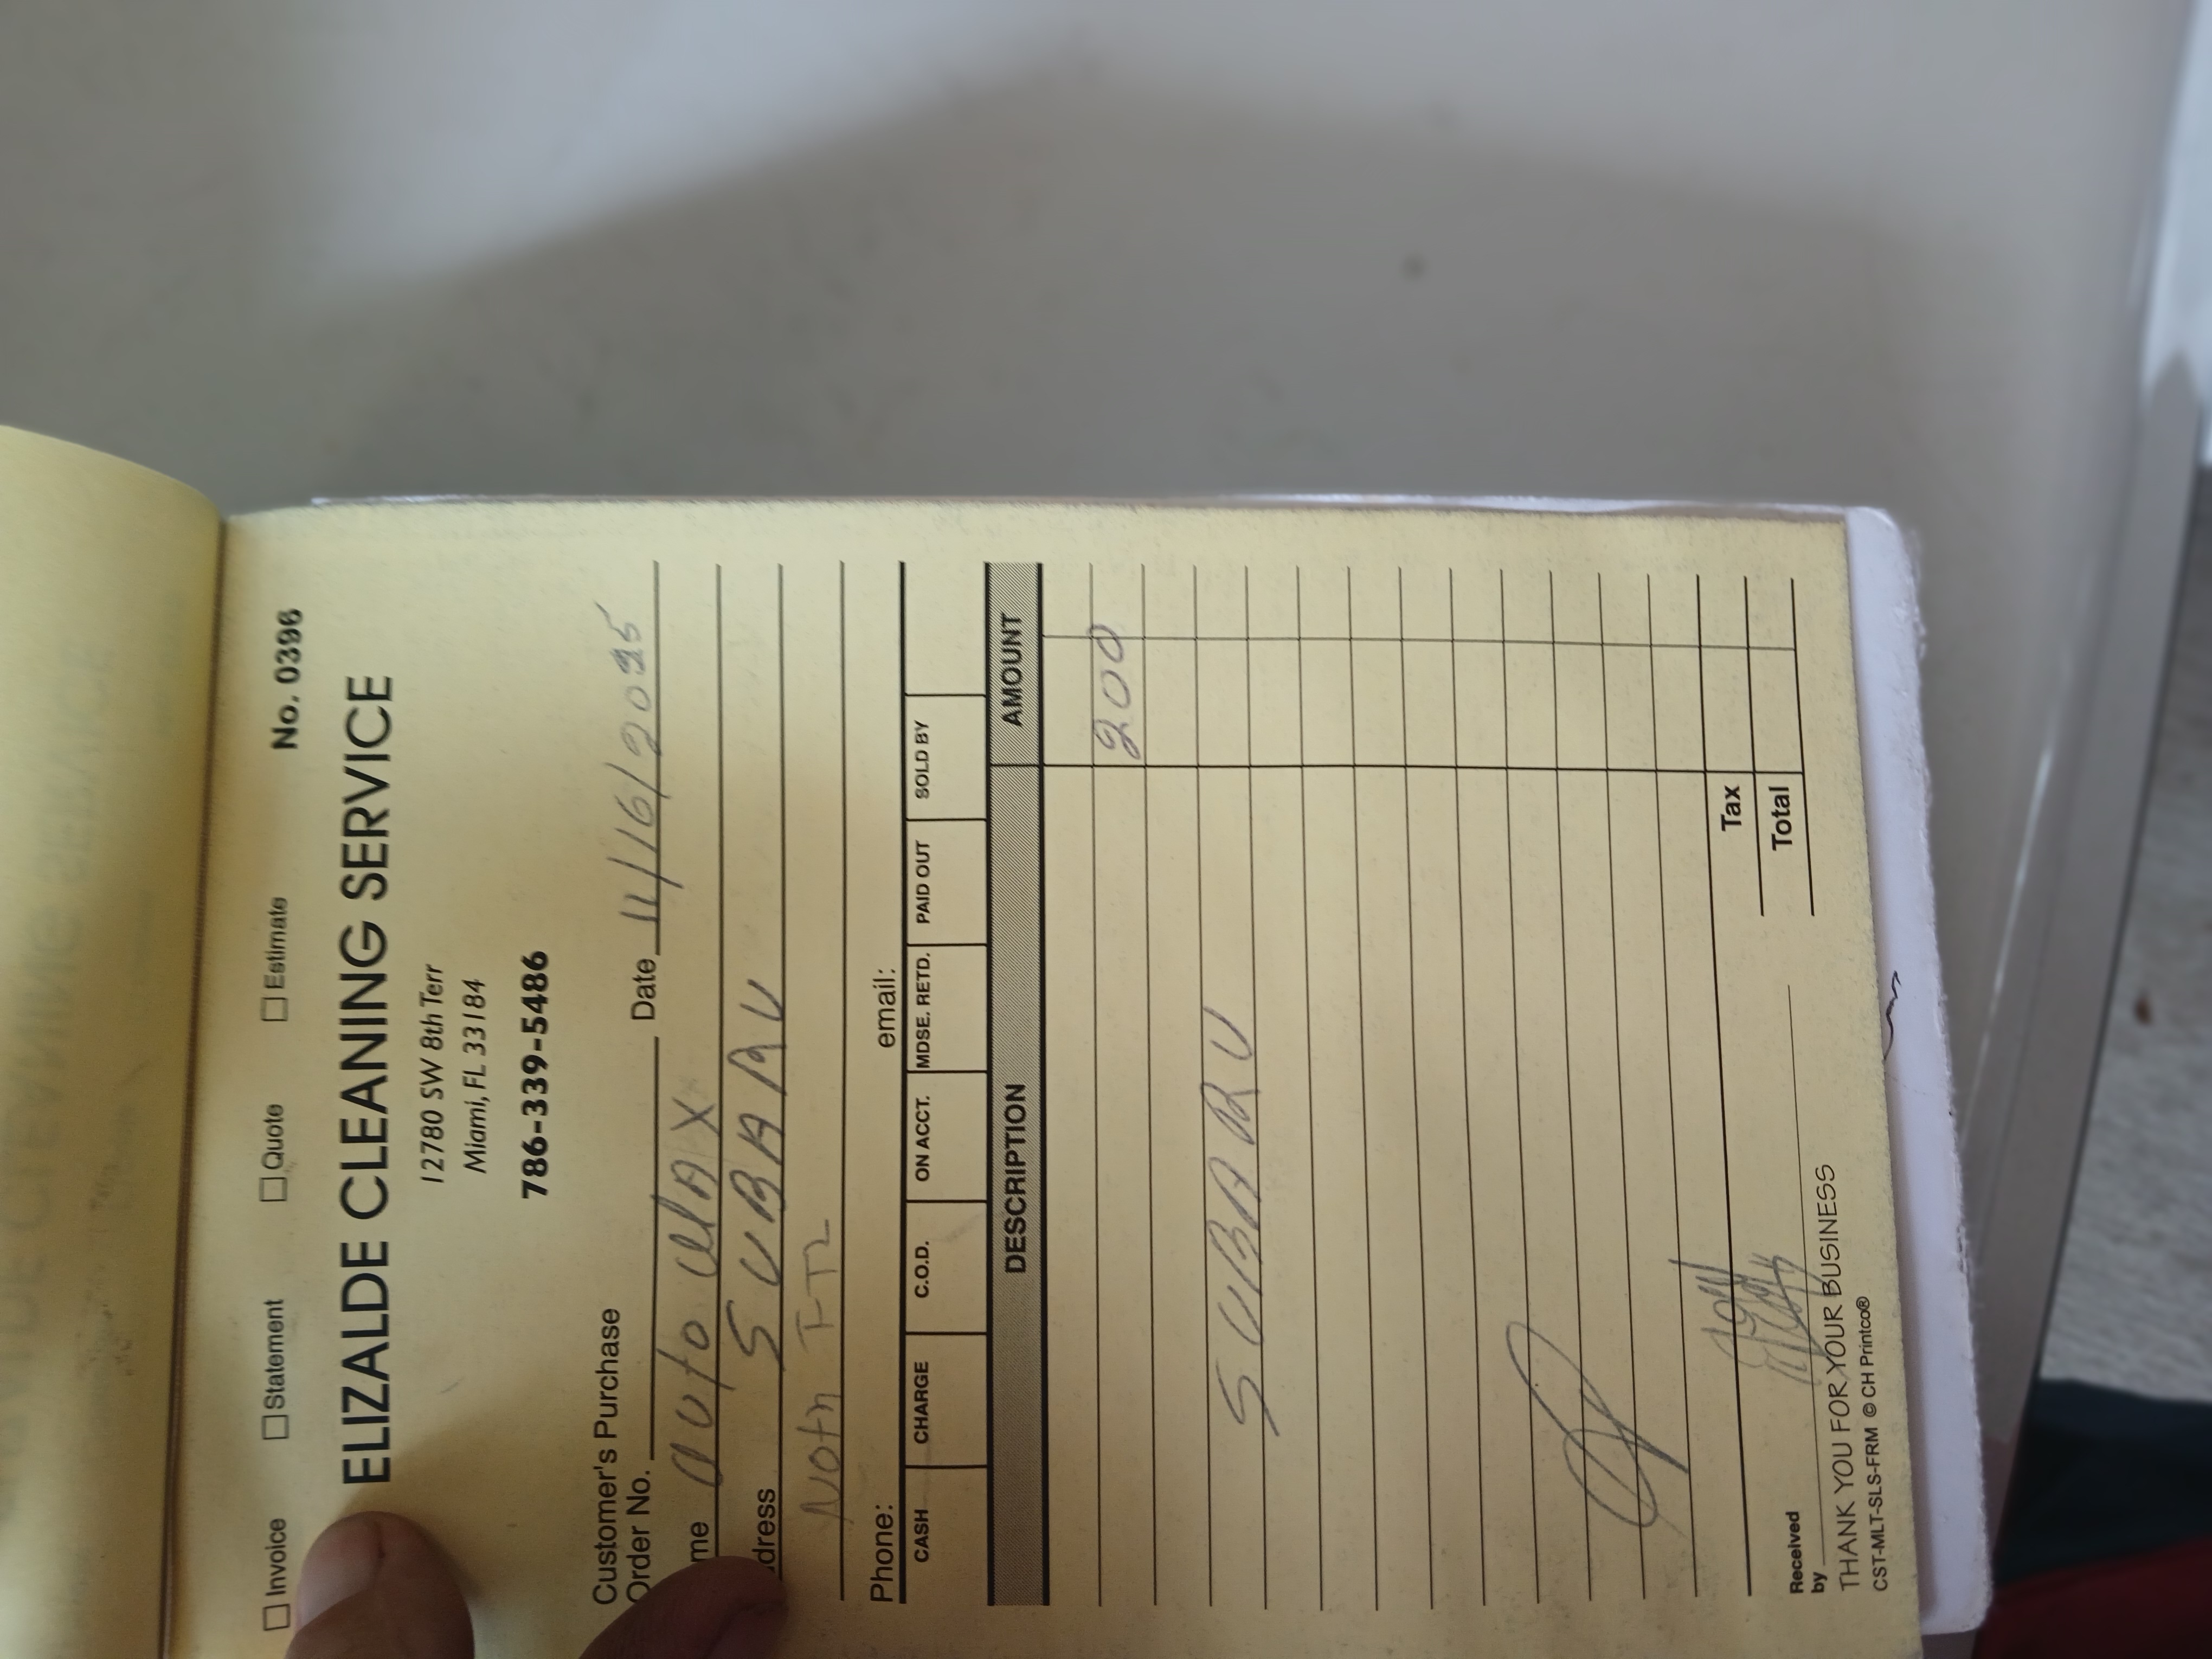 ☐ Invoice ☐ Statement ☐ Quote ☐ Estimate No. 0396
ELIZALDE CLEANING SERVICE
12780 SW 8th Terr
Miami, FL 33184
786-339-5486
Customer's Purchase
Order No. Date 11/16/2025
me auto
dress SUBARU
Noth
Phone: email:
CASH CHARGE C.O.D. ON ACCT. MDSE. RETD. PAID OUT SOLD BY
DESCRIPTION AMOUNT
200
SUBARU
Tax
Total
Received
by
THANK YOU FOR YOUR BUSINESS
CST-MLT-SLS-FRM © CH Printco®